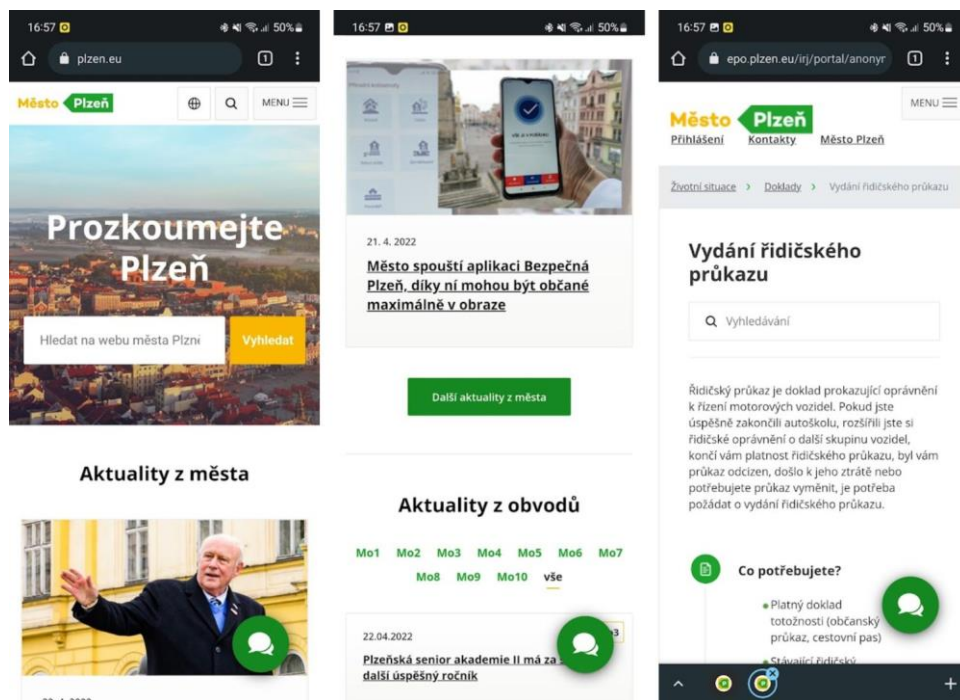 16:57
50%
plzen.eu
1
Město Plzeň
MENU
Prozkoumejte
Plzeň
Hledat na webu města Plzně
Vyhledat
Aktuality z města
16:57
50%
21. 4. 2022
Město spouští aplikaci Bezpečná
Plzeň, díky ní mohou být občané
maximálně v obraze
Další aktuality z města
Aktuality z obvodů
Mo1 Mo2 Mo3 Mo4 Mo5 Mo6 Mo7
Mo8 Mo9 Mo10 vše
22.04.2022
Plzeňská senior akademie II má za
další úspěšný ročník
16:57
50%
epo.plzen.eu/irj/portal/anonyr
1
Město Plzeň
MENU
Přihlášení Kontakty Město Plzeň
Životní situace > Doklady > Vydání řidičského průkazu
Vydání řidičského
průkazu
Vyhledávání
Řidičský průkaz je doklad prokazující oprávnění
k řízení motorových vozidel. Pokud jste
úspěšně zakončili autoškolu, rozšířili jste si
řidičské oprávnění o další skupinu vozidel,
končí vám platnost řidičského průkazu, byl vám
průkaz odcizen, došlo k jeho ztrátě nebo
potřebujete průkaz vyměnit, je potřeba
požádat o vydání řidičského průkazu.
Co potřebujete?
Platný doklad
totožnosti (občanský
průkaz, cestovní pas)
Stávající řidičský